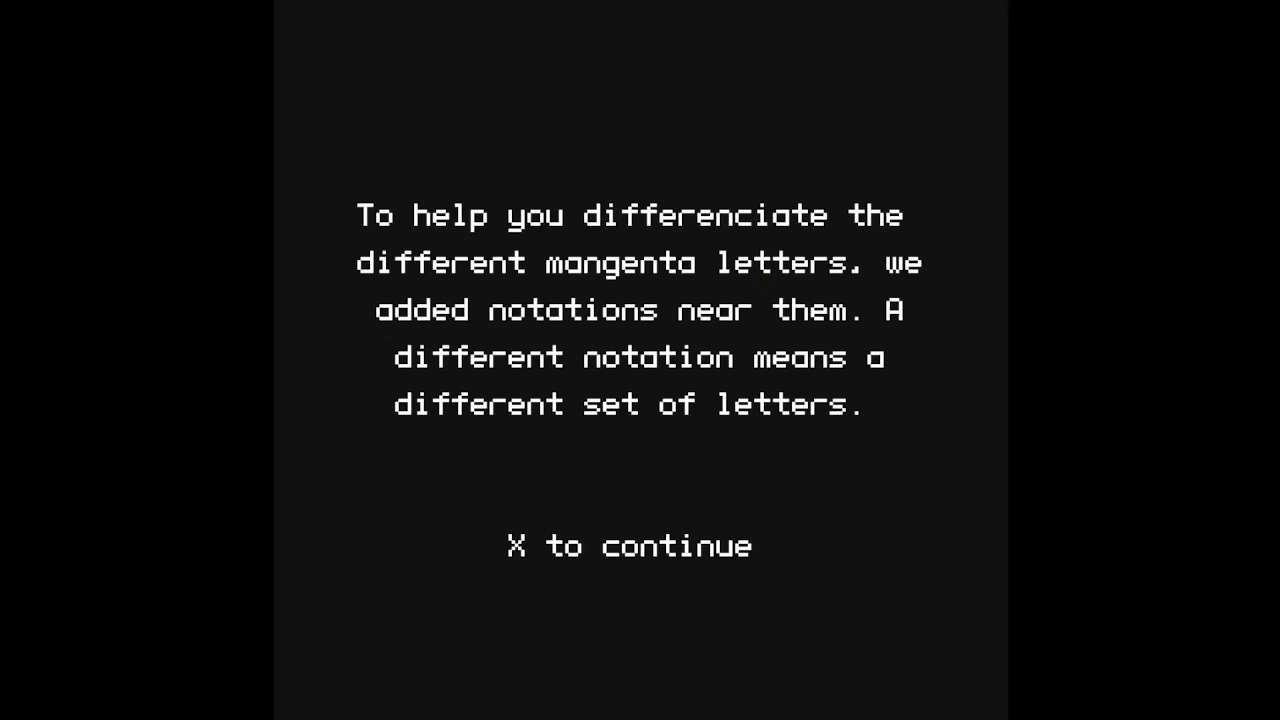 To help you differenciate the
different mangenta letters, we
added notations near them. A
different notation means a
different set of letters.
X to continue